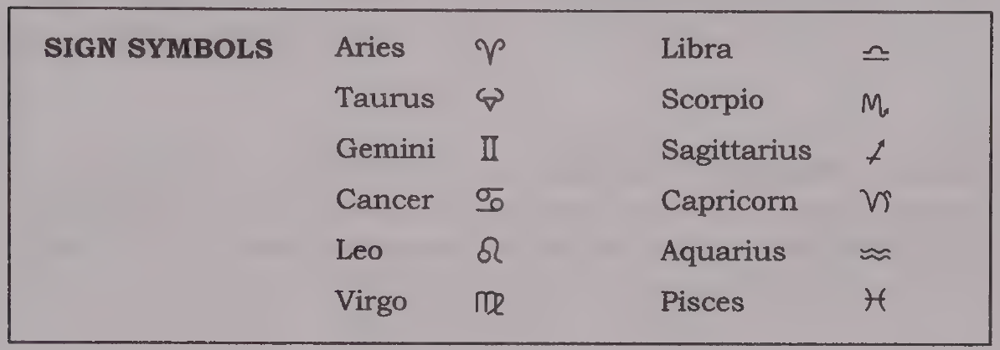 SIGN SYMBOLS Aries ♈ Libra ♎
Taurus ♉ Scorpio ♏
Gemini ♊ Sagittarius ♐
Cancer ♋ Capricorn ♑
Leo ♌ Aquarius ♒
Virgo ♍ Pisces ♓